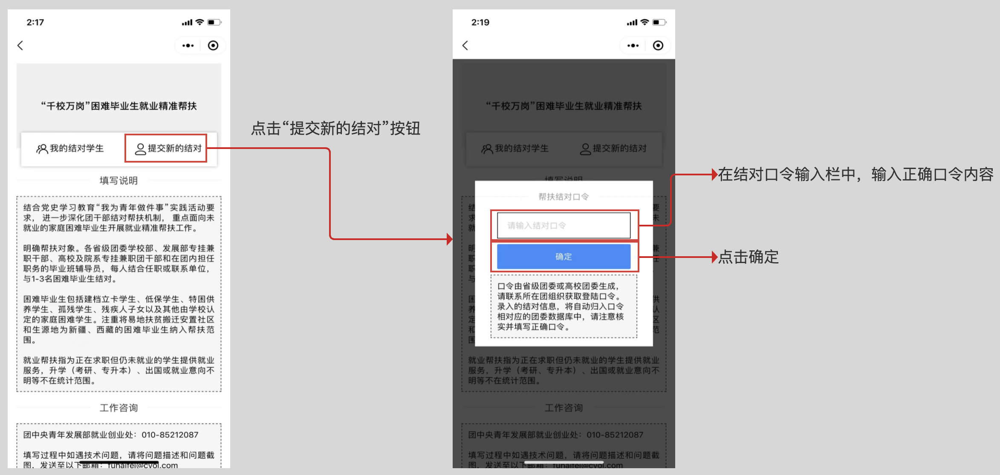 2:17
“千校万岗”困难毕业生就业精准帮扶
我的结对学生
提交新的结对
填写说明
结合党史学习教育“我为青年做件事”实践活动要
求， 进一步深化团干部结对帮扶机制， 重点面向未
就业的家庭困难毕业生开展就业精准帮扶工作。
明确帮扶对象。各省级团委学校部、发展部专挂兼
职干部、高校及院系专挂兼职团干部和在团内担任
职务的毕业班辅导员，每人结合任职或联系单位，
与1-3名困难毕业生结对。
困难毕业生包括建档立卡学生、低保学生、特困供
养学生、孤残学生、残疾人子女以及其他由学校认
定的家庭困难学生。注重将易地扶贫搬迁安置社区
和生源地为新疆、西藏的困难毕业生纳入帮扶范
围。
就业帮扶指为正在求职但仍未就业的学生提供就业
服务，升学（考研、专升本）、出国或就业意向不
明等不在统计范围。
工作咨询
团中央青年发展部就业创业处：010-85212087
填写过程中如遇技术问题，请将问题描述和问题截
图，发送至以下邮箱：fuhaifei@cyol.com
点击“提交新的结对”按钮
2:19
“千校万岗”困难毕业生就业精准帮扶
我的结对学生
提交新的结对
填写说明
帮扶结对口令
请输入结对口令
确定
口令由省级团委或高校团委生成，
请联系所在团组织获取登陆口令。
录入的结对信息，将自动归入口令
相对应的团委数据库中，请注意核
实并填写正确口令。
就业帮扶指为正在求职但仍未就业的学生提供就业
服务，升学（考研、专升本）、出国或就业意向不
明等不在统计范围。
工作咨询
团中央青年发展部就业创业处：010-85212087
填写过程中如遇技术问题，请将问题描述和问题截
图，发送至以下邮箱：fuhaifei@cyol.com
在结对口令输入栏中，输入正确口令内容
点击确定